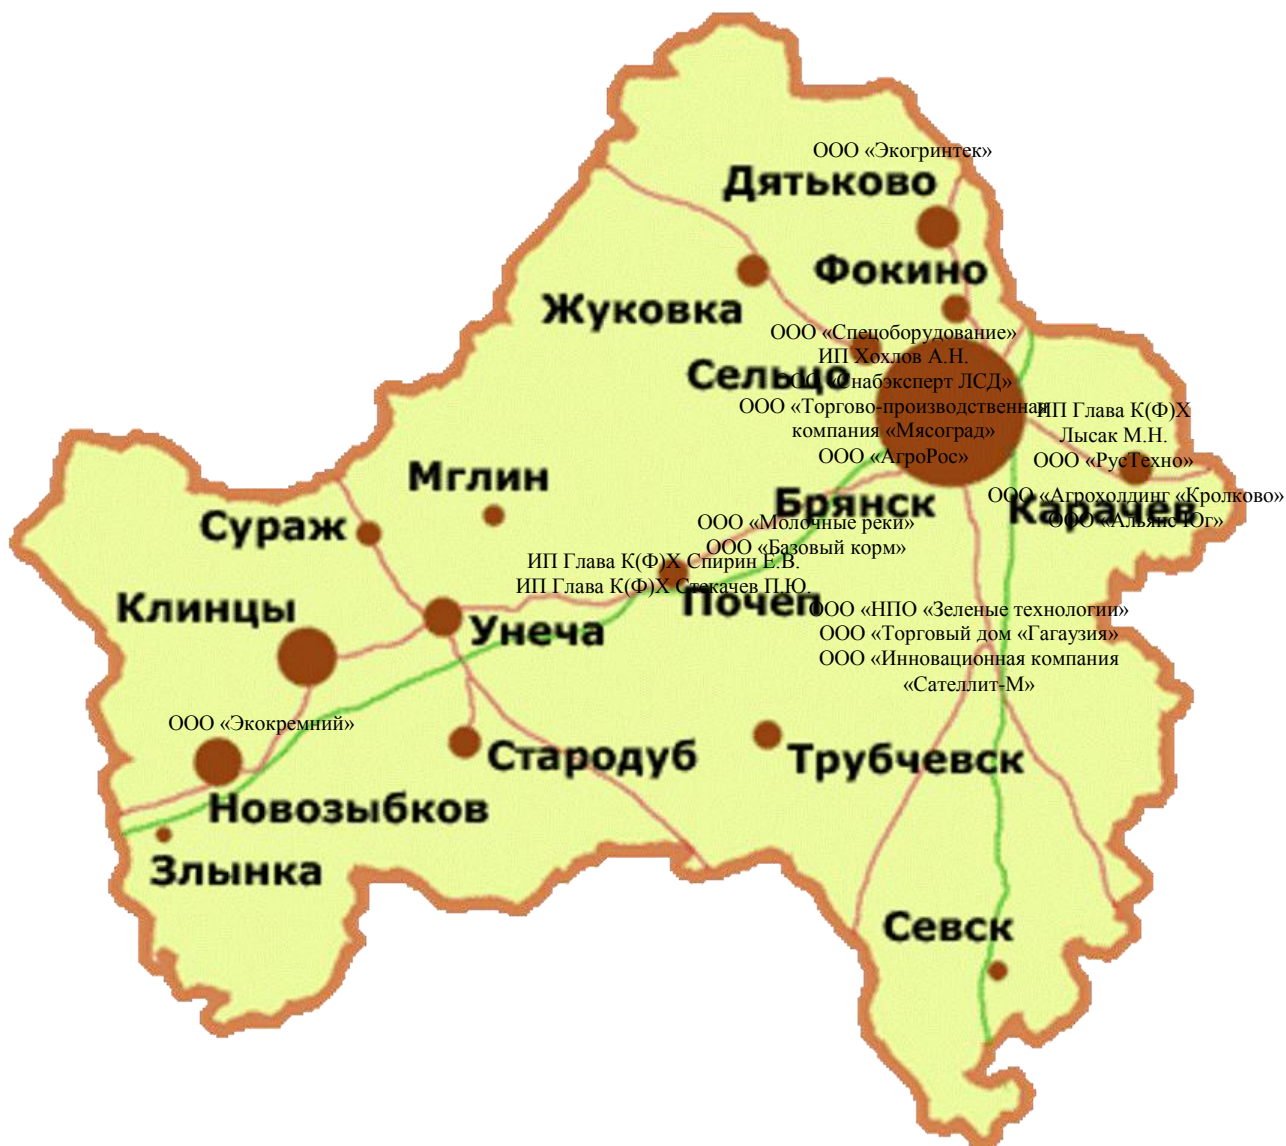 ООО «Экогринтек»
Дятьково
Фокино
Жуковка
ООО «Спецоборудование»
ИП Хохлов А.Н.
Сельцо
ОС «Снабэксперт ЛСД»
ООО «Торгово-производственная
компания «Мясоград»
ООО «АгроРос»
ИП Глава К(Ф)Х
Лысак М.Н.
ООО «РусТехно»
Мглин
Брянск
ООО «Агрохолдинг «Кролково»
Карачев
ООО «Альянс-Юг»
Сураж
ООО «Молочные реки»
ООО «Базовый корм»
ИП Глава К(Ф)Х Спирин Е.В.
ИП Глава К(Ф)Х Стекачев П.Ю.
Почеп
Клинцы
Унеча
ООО «НПО «Зеленые технологии»
ООО «Торговый дом «Гагаузия»
ООО «Инновационная компания
«Сателлит-М»
ООО «Экокремний»
Стародуб
Трубчевск
Новозыбков
Злынка
Севск